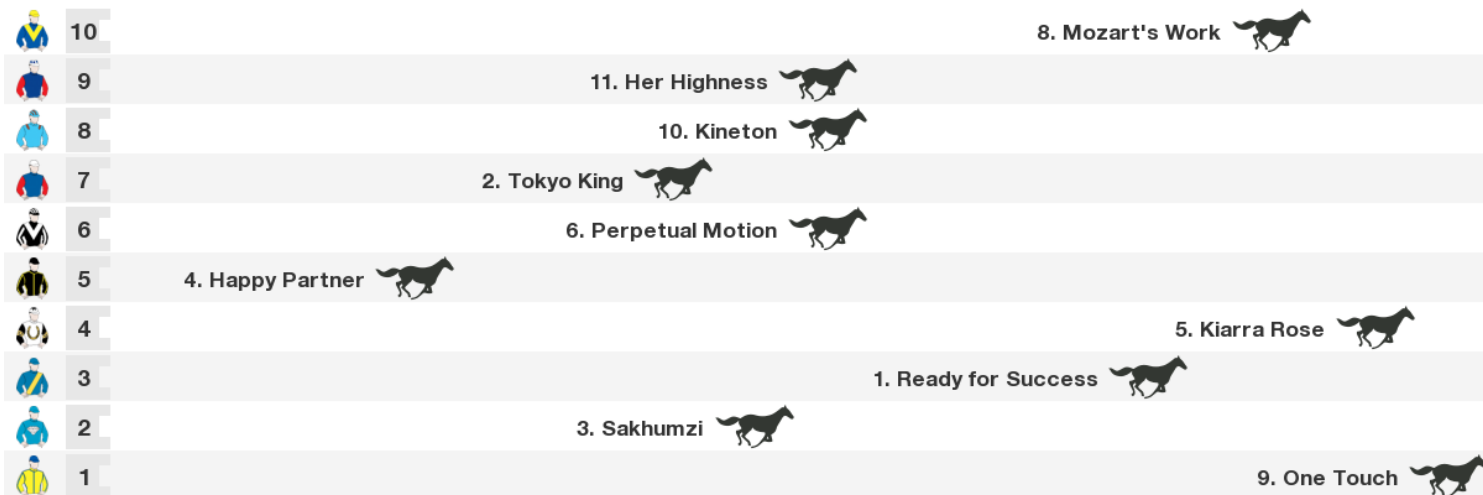 10 8. Mozart's Work
9 11. Her Highness
8 10. Kineton
7 2. Tokyo King
6 6. Perpetual Motion
5 4. Happy Partner
4 5. Kiarra Rose
3 1. Ready for Success
2 3. Sakhumzi
1 9. One Touch